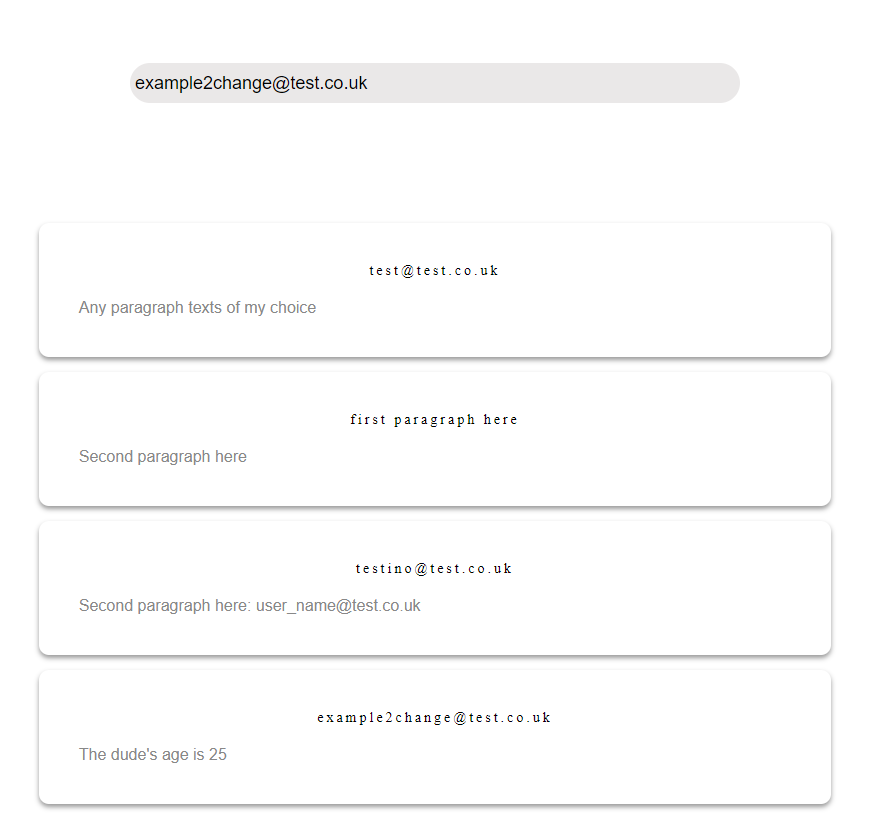 example2change@test.co.uk
test@test.co.uk
Any paragraph texts of my choice
first paragraph here
Second paragraph here
testino@test.co.uk
Second paragraph here: user_name@test.co.uk
example2change@test.co.uk
The dude's age is 25